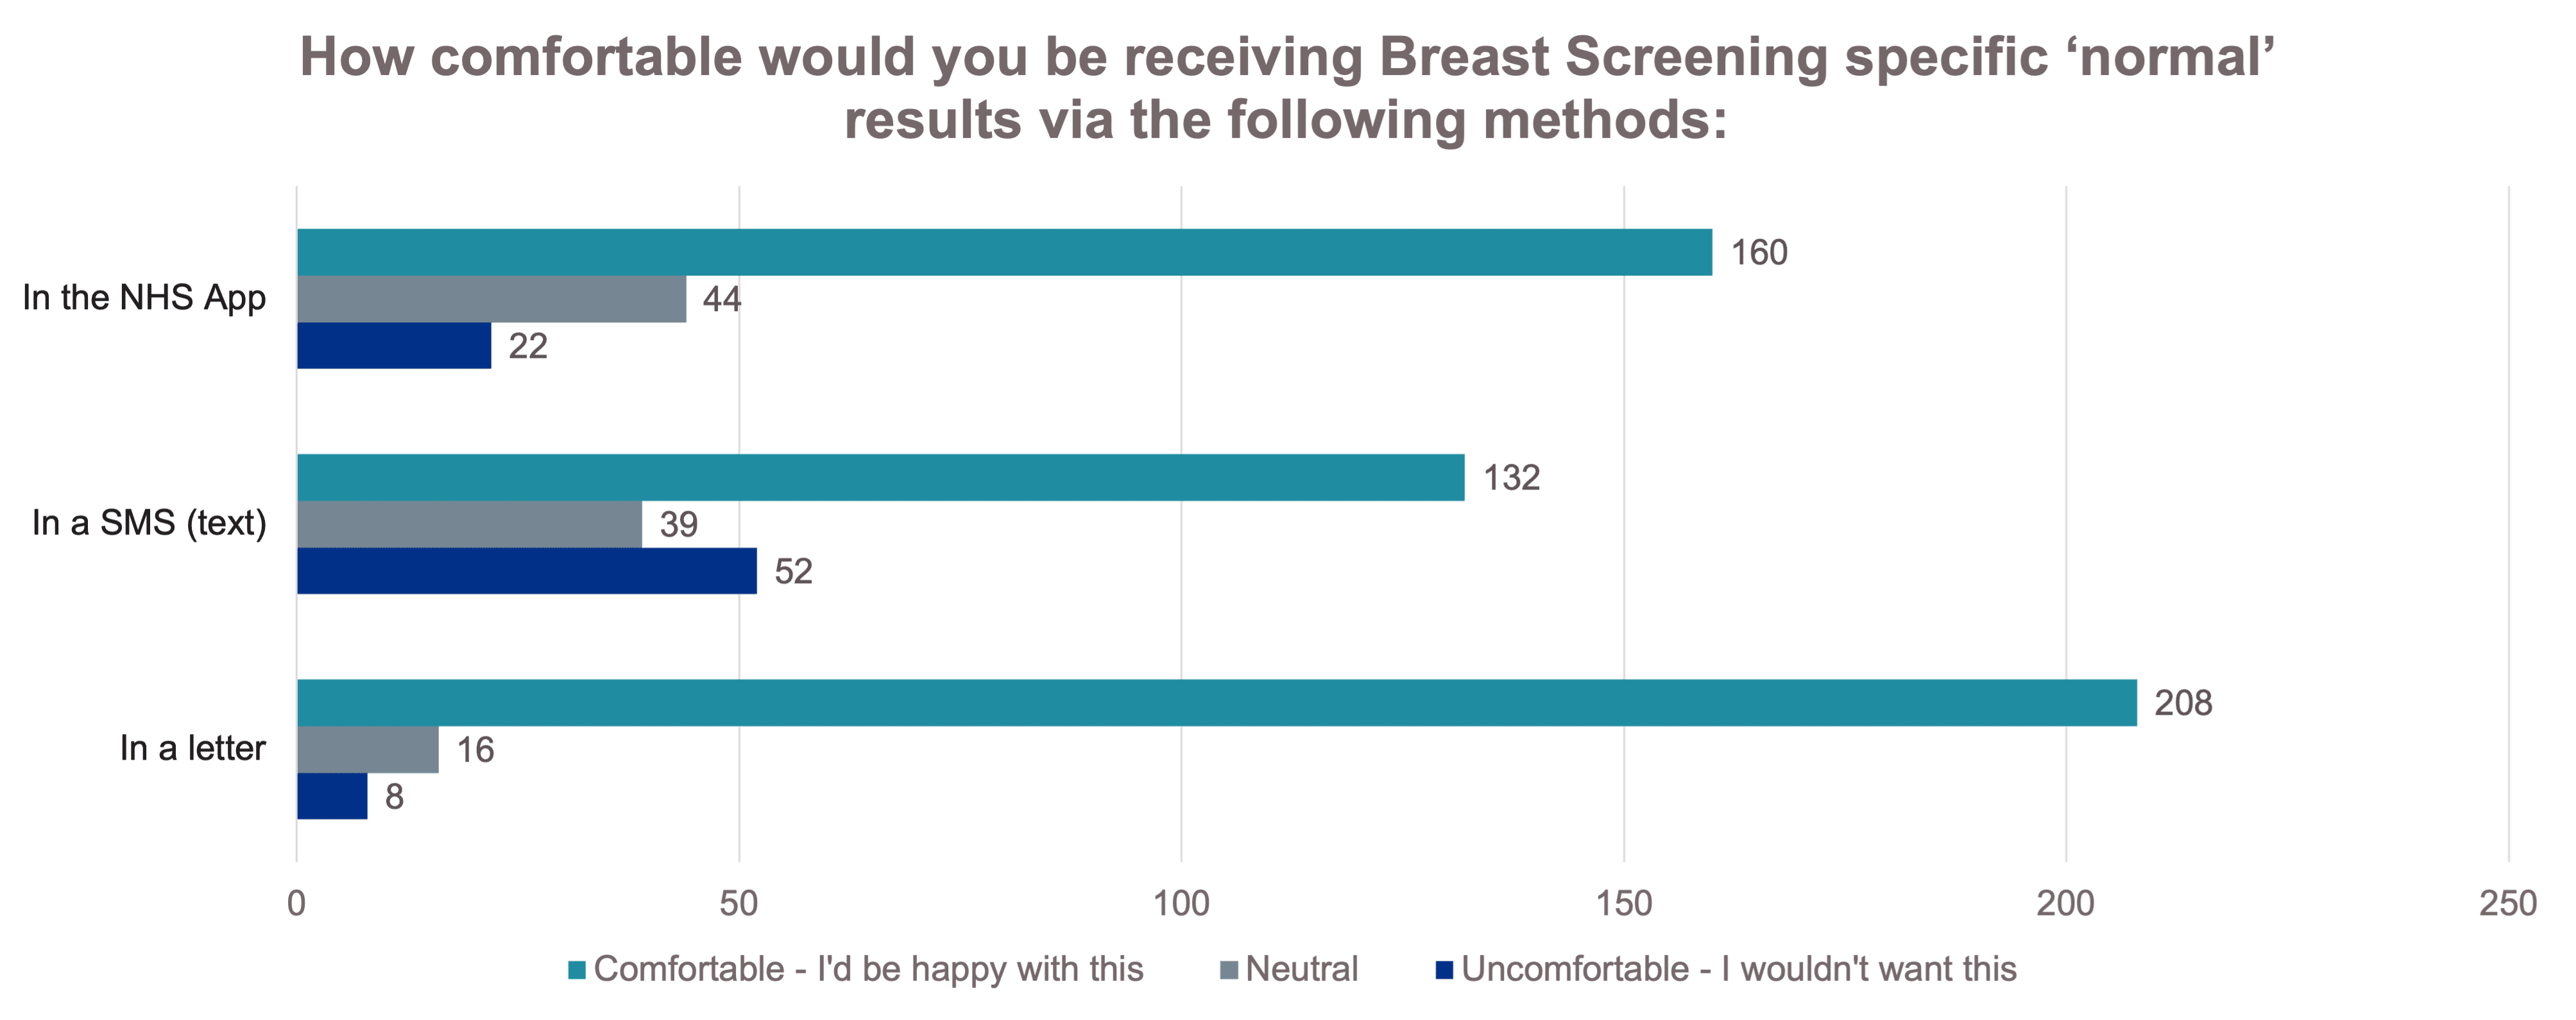 How comfortable would you be receiving Breast Screening specific ‘normal’
results via the following methods:
In the NHS App
160
44
22
In a SMS (text)
132
39
52
In a letter
208
16
8
0 50 100 150 200 250
Comfortable - I'd be happy with this Neutral Uncomfortable - I wouldn't want this